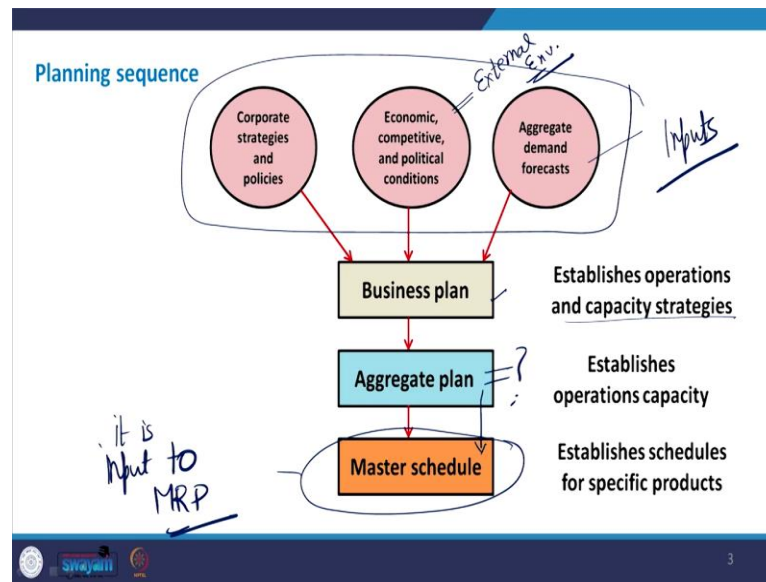 Planning sequence
External
Env.
Corporate
strategies
and
policies
Economic,
competitive,
and political
conditions
Aggregate
demand
forecasts
Inputs
Business plan
Establishes operations
and capacity strategies
Aggregate plan
?
Establishes
operations capacity
it is
input to
MRP
Master schedule
Establishes schedules
for specific products
swayam
3